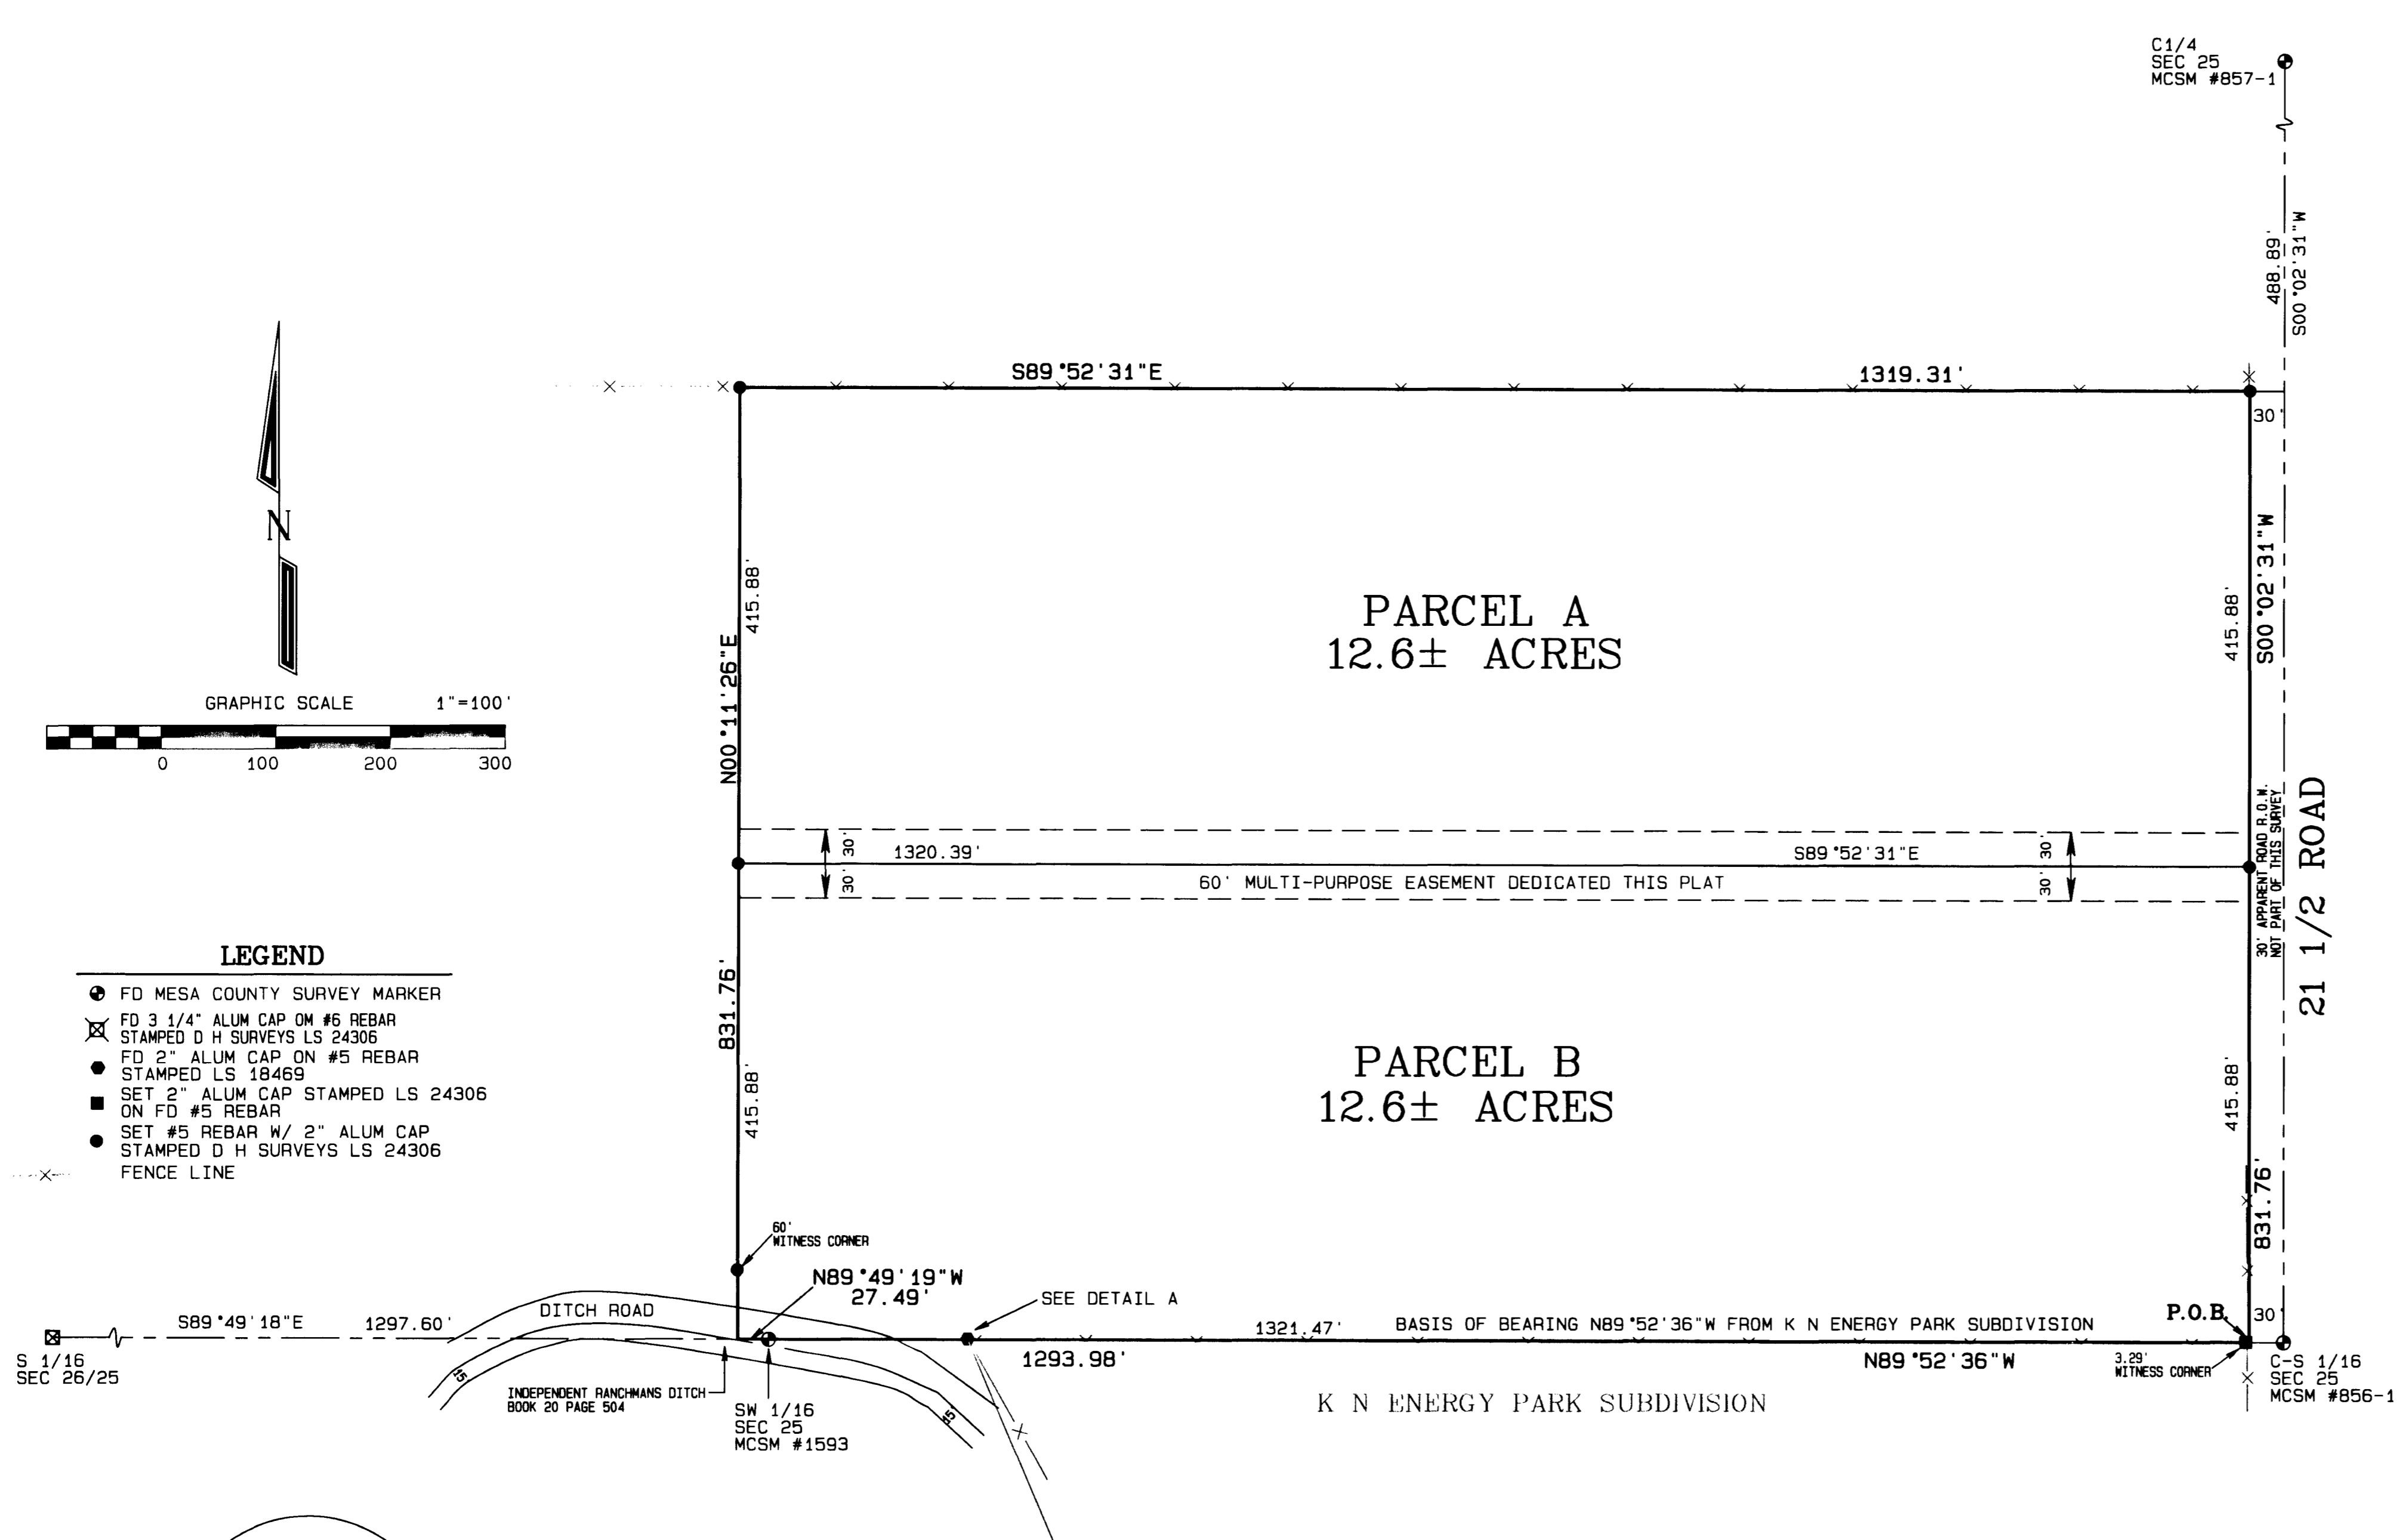 C1/4
SEC 25
MCSM #857-1
488.89'
S00°02'31"W
S89°52'31"E
1319.31'
30'
N
GRAPHIC SCALE 1"=100'
0 100 200 300
415.88'
N00°11'26"E
831.76'
415.88'
PARCEL A
12.6± ACRES
415.88'
S00°02'31"W
30'
30'
1320.39'
S89°52'31"E
30'
30'
60' MULTI-PURPOSE EASEMENT DEDICATED THIS PLAT
30' APPARENT ROAD R.O.W.
NOT PART OF THIS SURVEY
21 1/2 ROAD
PARCEL B
12.6± ACRES
415.88'
831.76'
LEGEND
FD MESA COUNTY SURVEY MARKER
FD 3 1/4" ALUM CAP OM #6 REBAR
STAMPED D H SURVEYS LS 24306
FD 2" ALUM CAP ON #5 REBAR
STAMPED LS 18469
SET 2" ALUM CAP STAMPED LS 24306
ON FD #5 REBAR
SET #5 REBAR W/ 2" ALUM CAP
STAMPED D H SURVEYS LS 24306
FENCE LINE
60'
WITNESS CORNER
N89°49'19"W
27.49'
SEE DETAIL A
DITCH ROAD
S89°49'18"E 1297.60'
S 1/16
SEC 26/25
15'
INDEPENDENT RANCHMANS DITCH
BOOK 20 PAGE 504
SW 1/16
SEC 25
MCSM #1593
15'
1321.47'
BASIS OF BEARING N89°52'36"W FROM K N ENERGY PARK SUBDIVISION
1293.98'
N89°52'36"W
P.O.B.
30'
3.29'
WITNESS CORNER
C-S 1/16
SEC 25
MCSM #856-1
K N ENERGY PARK SUBDIVISION